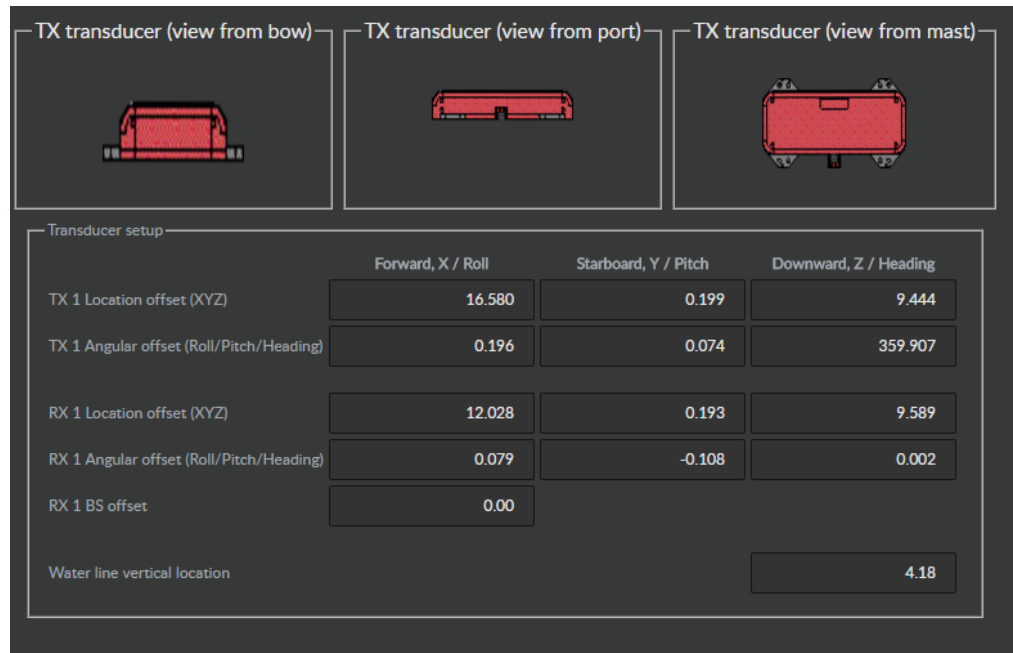 TX transducer (view from bow)
TX transducer (view from port)
TX transducer (view from mast)
Transducer setup
Forward, X / Roll Starboard, Y / Pitch Downward, Z / Heading
TX 1 Location offset (XYZ) 16.580 0.199 9.444
TX 1 Angular offset (Roll/Pitch/Heading) 0.196 0.074 359.907
RX 1 Location offset (XYZ) 12.028 0.193 9.589
RX 1 Angular offset (Roll/Pitch/Heading) 0.079 -0.108 0.002
RX 1 BS offset 0.00
Water line vertical location 4.18